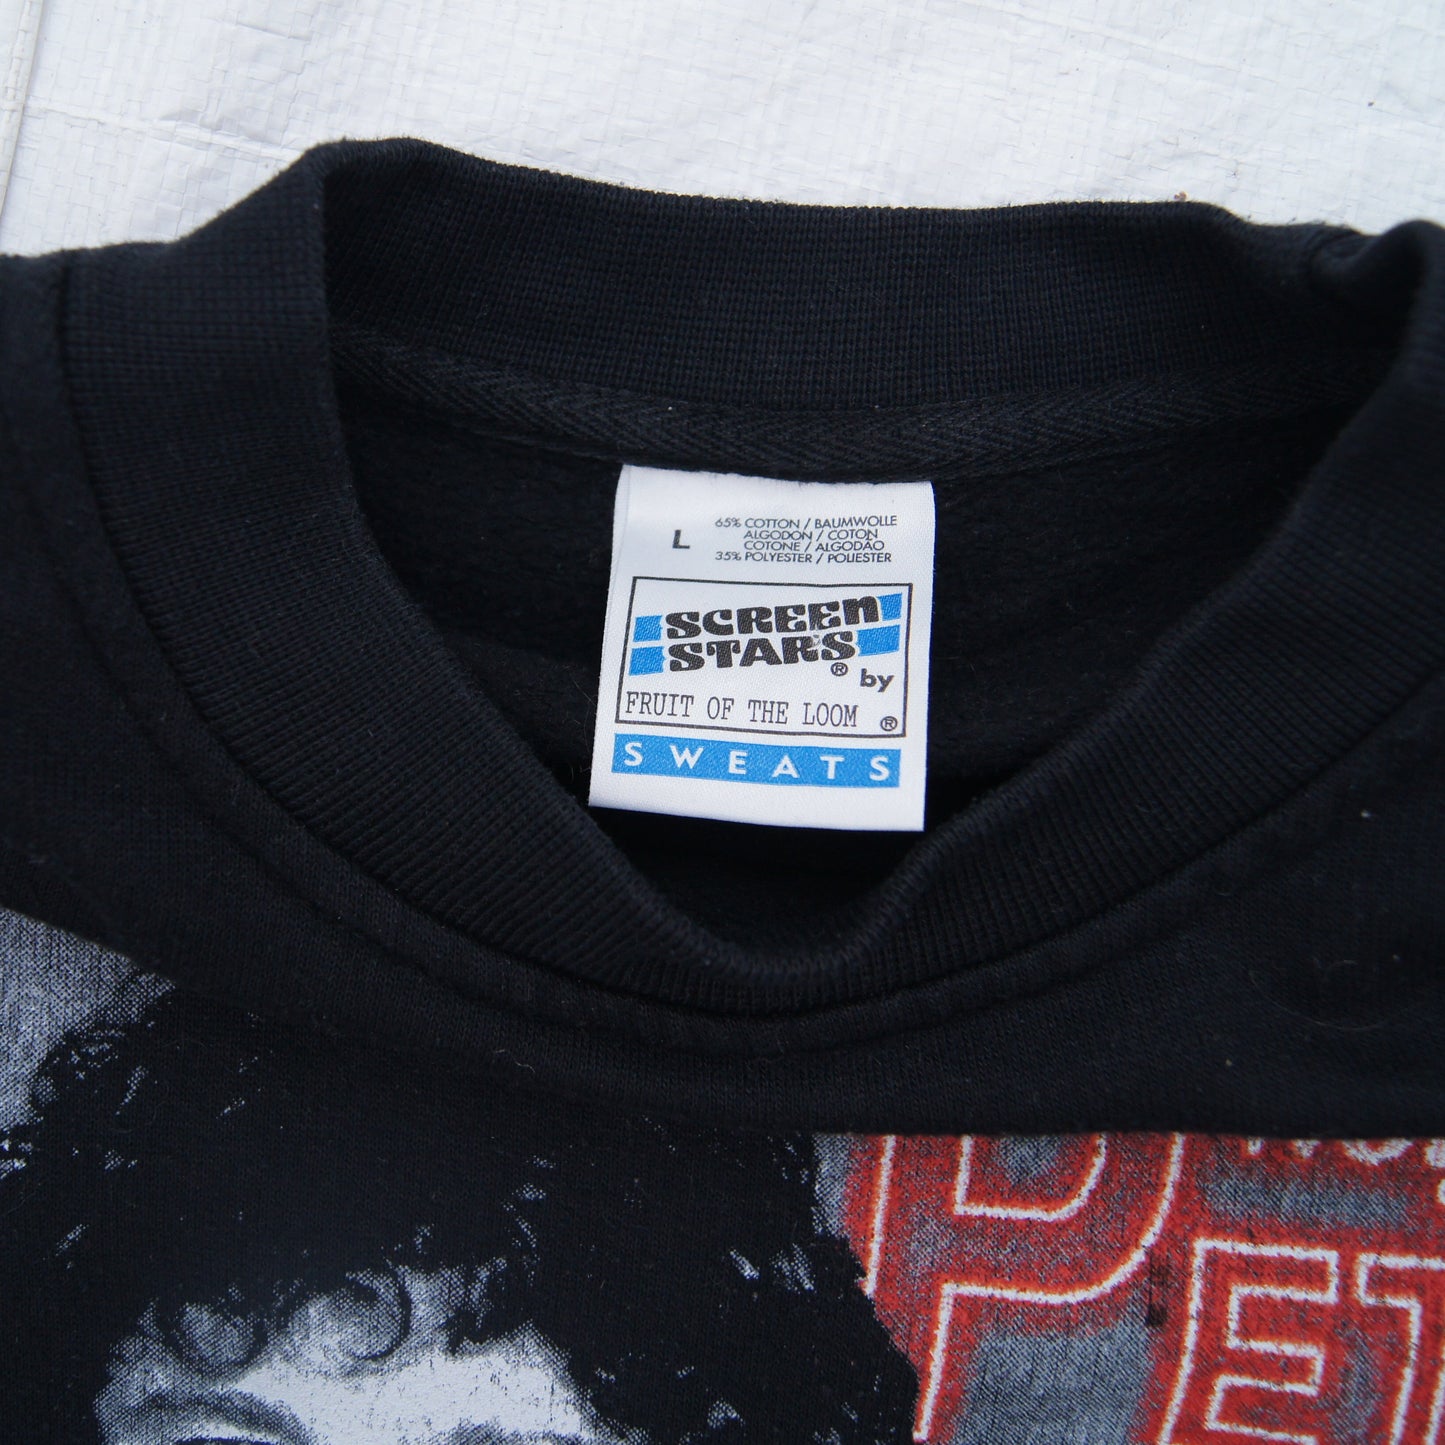 L
65% COTTON / BAUMWOLLE
ALGODON / COTON
COTONE / ALGODÃO
35% POLYESTER / POLIESTER
SCREEN
STARS®
by
FRUIT OF THE LOOM ®
SWEATS